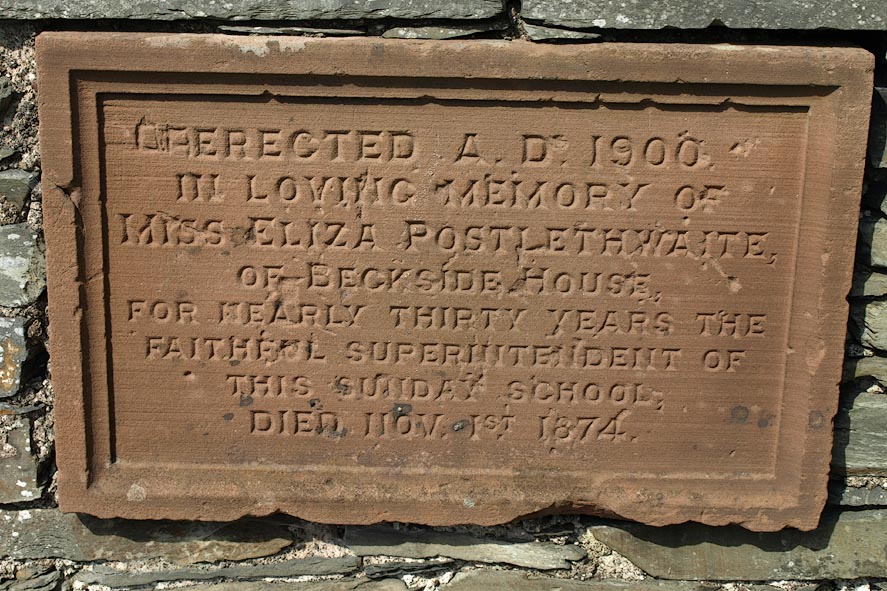 ERECTED A.D. 1900.
IN LOVING MEMORY OF
MISS ELIZA POSTLETHWAITE,
OF BECKSIDE HOUSE,
FOR NEARLY THIRTY YEARS THE
FAITHFUL SUPERINTENDENT OF
THIS SUNDAY SCHOOL,
DIED NOV. 1ST 1874.